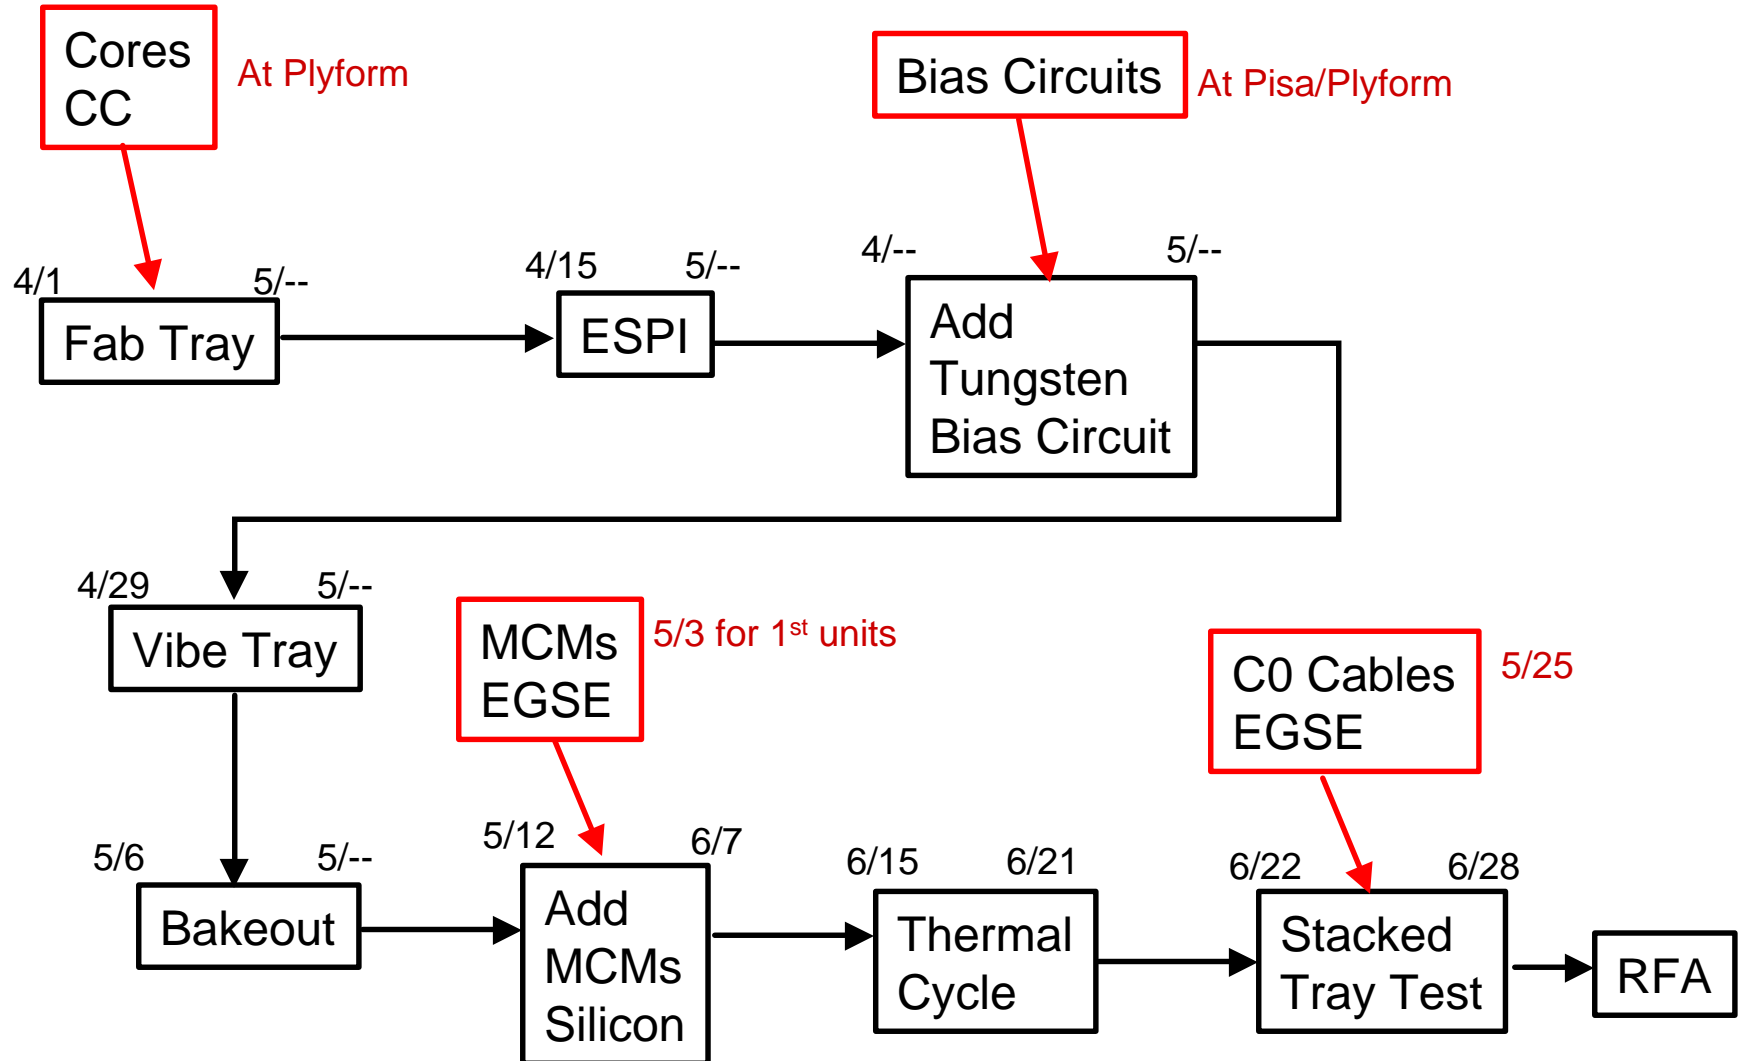 Cores
CC
At Plyform
Bias Circuits
At Pisa/Plyform
4/1
5/--
Fab Tray
4/15
5/--
ESPI
4/--
5/--
Add
Tungsten
Bias Circuit
4/29
5/--
Vibe Tray
MCMs
EGSE
5/3 for 1st units
C0 Cables
EGSE
5/25
5/6
5/--
Bakeout
5/12
6/7
Add
MCMs
Silicon
6/15
6/21
Thermal
Cycle
6/22
6/28
Stacked
Tray Test
RFA